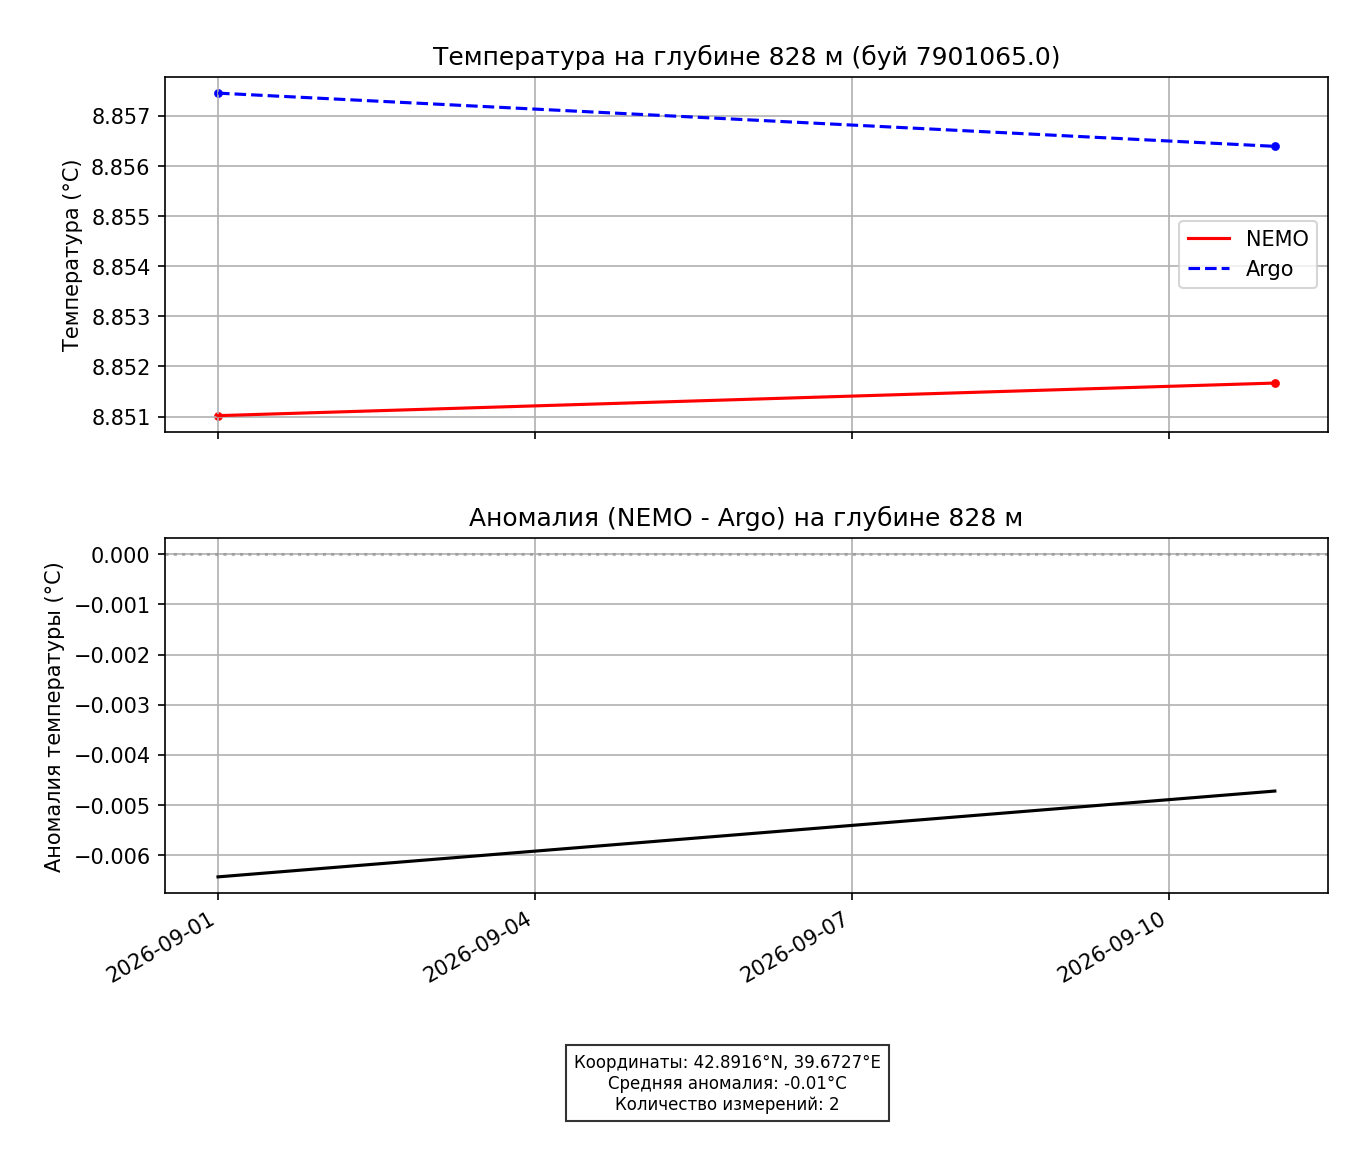 Температура на глубине 828 м (буй 7901065.0)
Температура (°C)
8.857
8.856
8.855
8.854
8.853
8.852
8.851
NEMO
Argo
Аномалия (NEMO - Argo) на глубине 828 м
Аномалия температуры (°C)
0.000
−0.001
−0.002
−0.003
−0.004
−0.005
−0.006
2026-09-01
2026-09-04
2026-09-07
2026-09-10
Координаты: 42.8916°N, 39.6727°E
Средняя аномалия: -0.01°C
Количество измерений: 2